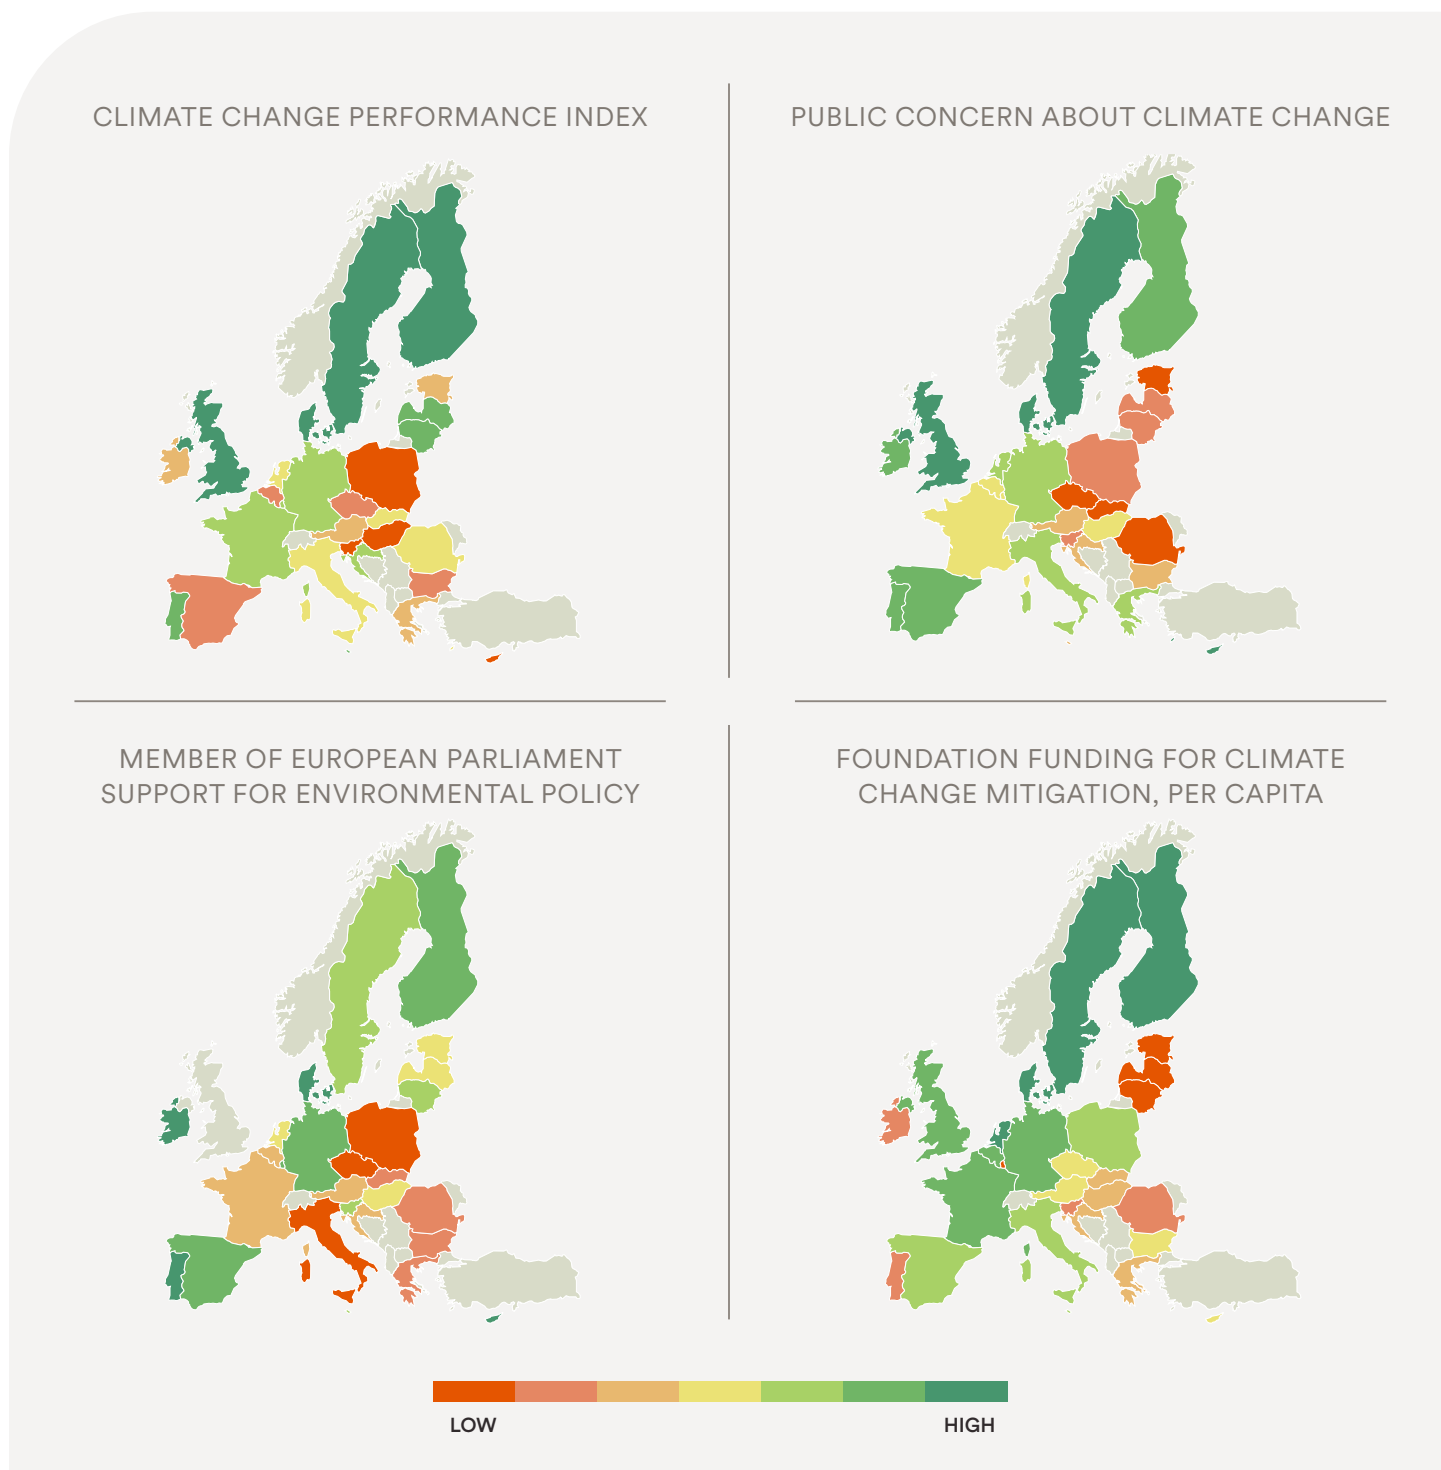 CLIMATE CHANGE PERFORMANCE INDEX
PUBLIC CONCERN ABOUT CLIMATE CHANGE
MEMBER OF EUROPEAN PARLIAMENT
SUPPORT FOR ENVIRONMENTAL POLICY
FOUNDATION FUNDING FOR CLIMATE
CHANGE MITIGATION, PER CAPITA
LOW
HIGH